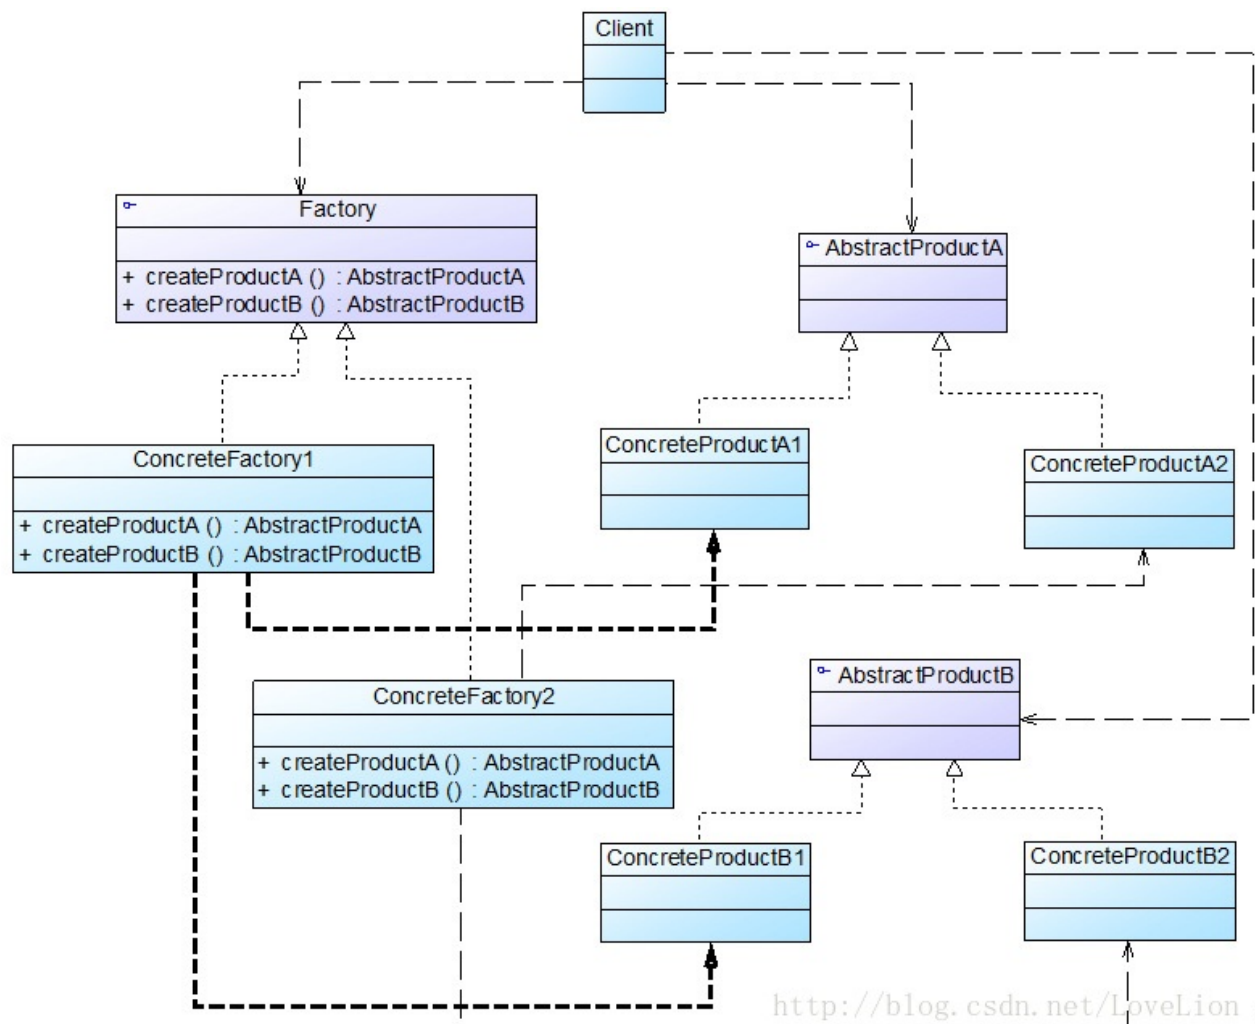 Client
Factory
+ createProductA () : AbstractProductA
+ createProductB () : AbstractProductB
AbstractProductA
ConcreteFactory1
+ createProductA () : AbstractProductA
+ createProductB () : AbstractProductB
ConcreteProductA1
ConcreteProductA2
ConcreteFactory2
+ createProductA () : AbstractProductA
+ createProductB () : AbstractProductB
AbstractProductB
ConcreteProductB1
ConcreteProductB2
http://blog.csdn.net/LoveLion